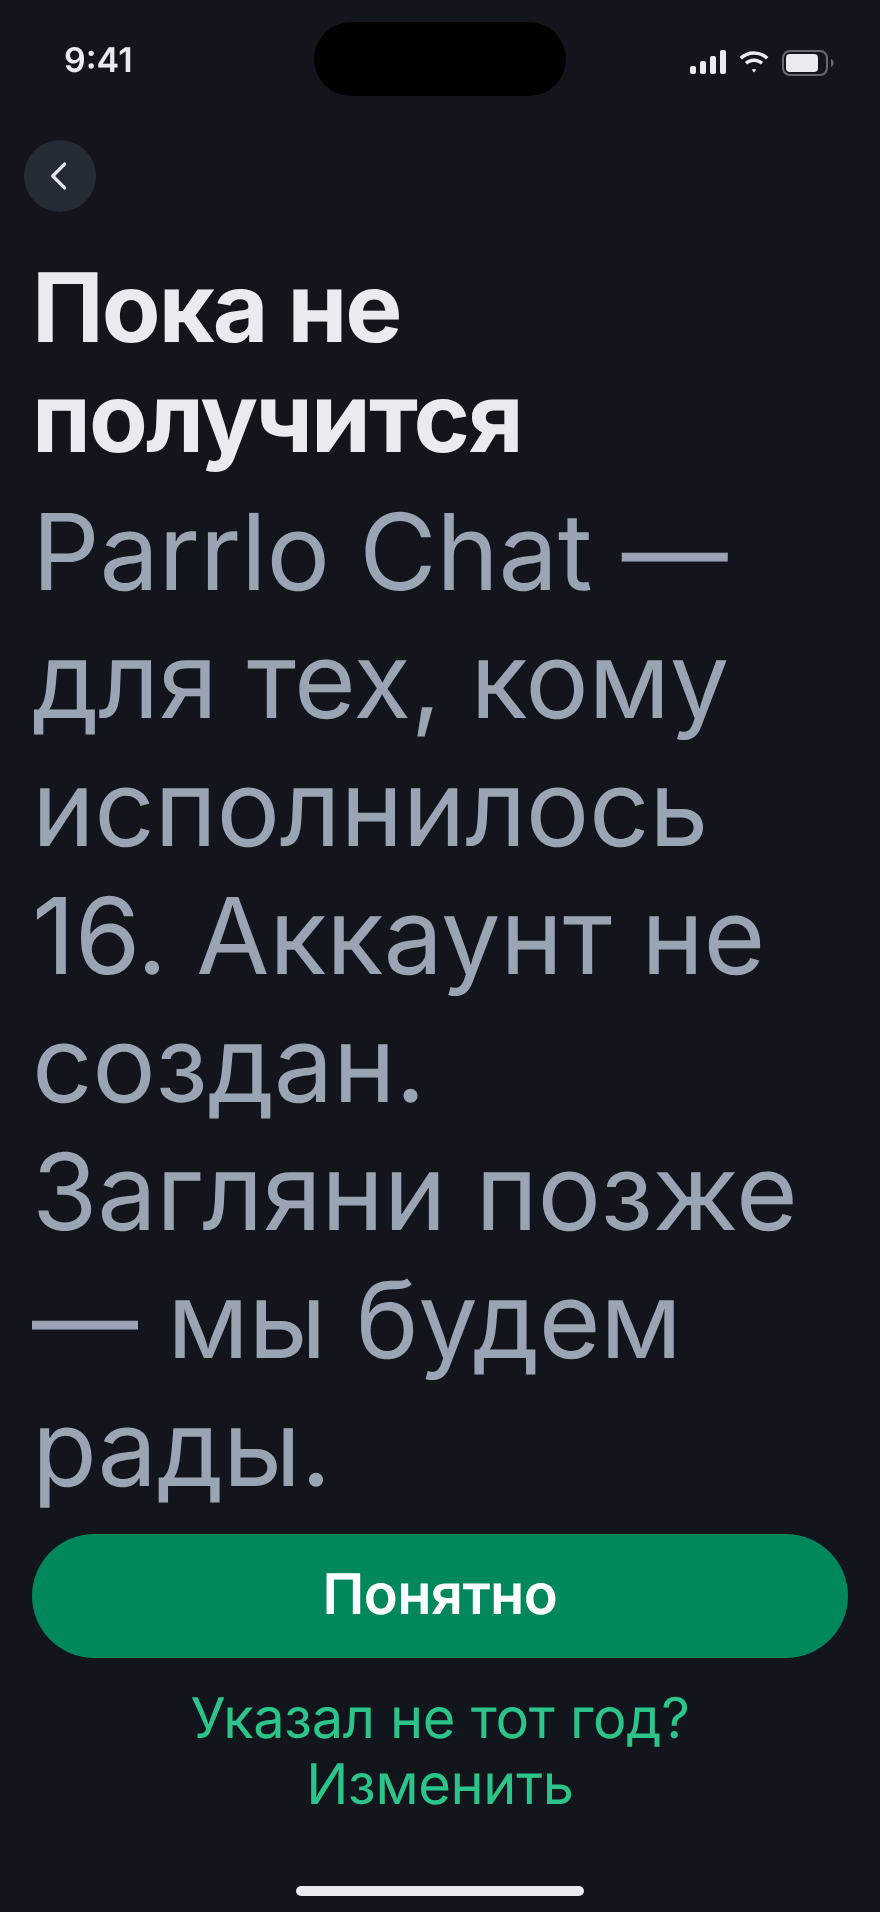 9:41
Пока не
получится
Parrlo Chat —
для тех, кому
исполнилось
16. Аккаунт не
создан.
Загляни позже
— мы будем
рады.
Понятно
Указал не тот год?
Изменить